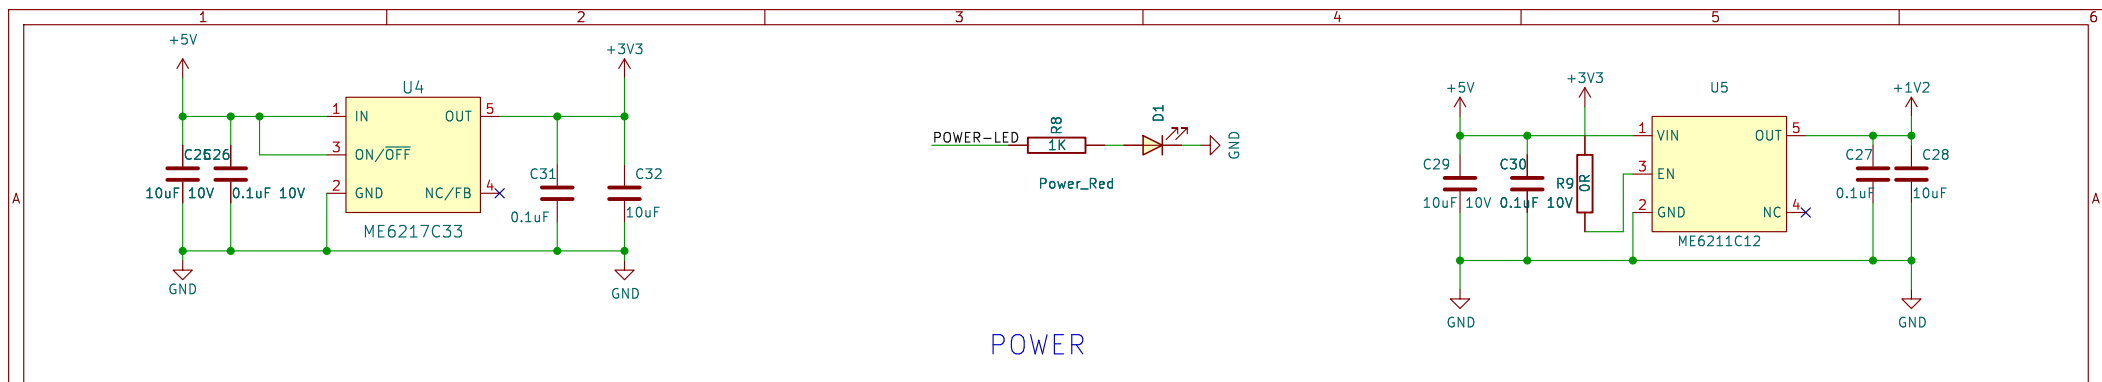 1 2 3 4 5 6
A A
+5V
+3V3
U4
1 IN OUT 5
3 ON/OFF
2 GND NC/FB 4
C25 C26
10uF 10V 0.1uF 10V
C31 C32
0.1uF 10uF
ME6217C33
GND GND
POWER-LED
R8
1K
D1
GND
Power_Red
+5V
+3V3
U5
+1V2
1 VIN OUT 5
3 EN
2 GND NC 4
C29 C30
10uF 10V 0.1uF 10V
R9
0R
C27 C28
0.1uF 10uF
ME6211C12
GND GND
POWER